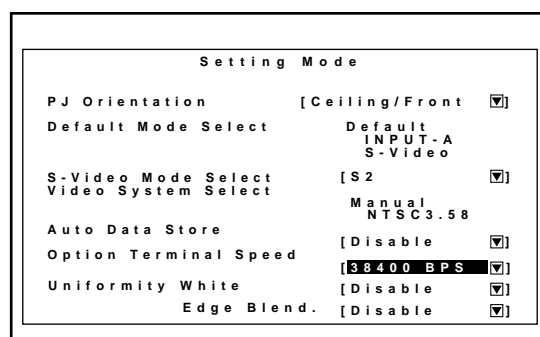 Setting Mode
PJ Orientation [Ceiling/Front ▼]
Default Mode Select Default
INPUT-A
S-Video
S-Video Mode Select [S2 ▼]
Video System Select
Manual
NTSC3.58
Auto Data Store
[Disable ▼]
Option Terminal Speed
[38400 BPS ▼]
Uniformity White [Disable ▼]
Edge Blend. [Disable ▼]